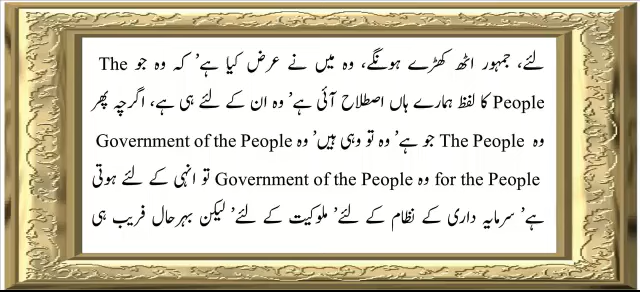 لئے، جمہور اٹھ کھڑے ہونگے، وہ میں نے عرض کیا ہے’ کہ وہ جو The
People کا لفظ ہمارے ہاں اصطلاح آئی ہے’ وہ ان کے لئے ہی ہے، اگرچہ پھر
وہ The People جو ہے’ وہ تو وہی ہیں’ وہ Government of the People
for the People وہ Government of the People تو انہی کے لئے ہوتی
ہے’ سرمایہ داری کے نظام کے لئے’ ملوکیت کے لئے’ لیکن بہرحال فریب ہی